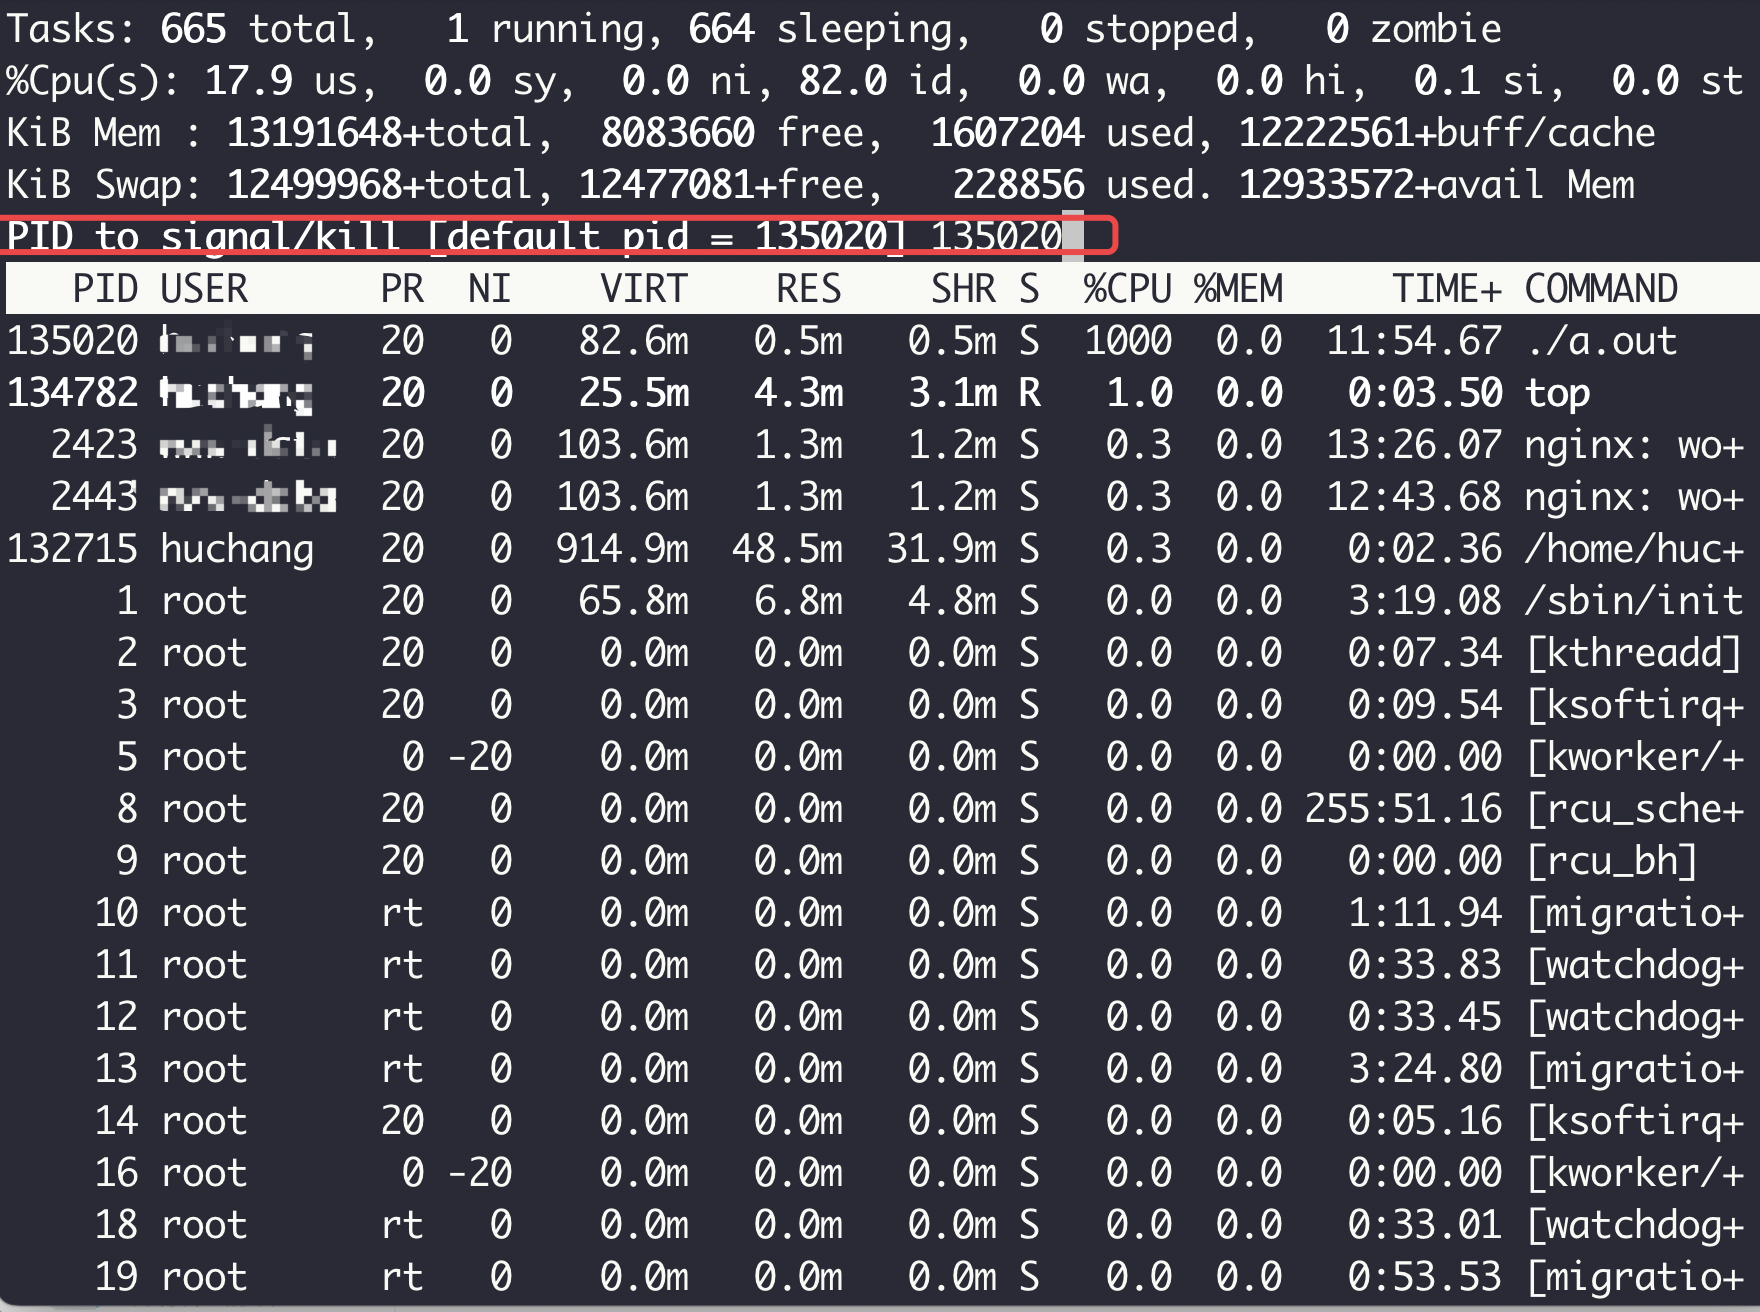 Tasks: 665 total,   1 running, 664 sleeping,   0 stopped,   0 zombie
%Cpu(s): 17.9 us,  0.0 sy,  0.0 ni, 82.0 id,  0.0 wa,  0.0 hi,  0.1 si,  0.0 st
KiB Mem : 13191648+total,  8083660 free,  1607204 used, 12222561+buff/cache
KiB Swap: 12499968+total, 12477081+free,   228856 used. 12933572+avail Mem
PID to signal/kill [default pid = 135020] 135020
PID USER PR NI VIRT RES SHR S %CPU %MEM TIME+ COMMAND
135020 20 0 82.6m 0.5m 0.5m S 1000 0.0 11:54.67 ./a.out
134782 20 0 25.5m 4.3m 3.1m R 1.0 0.0 0:03.50 top
2423 20 0 103.6m 1.3m 1.2m S 0.3 0.0 13:26.07 nginx: wo+
2443 20 0 103.6m 1.3m 1.2m S 0.3 0.0 12:43.68 nginx: wo+
132715 huchang 20 0 914.9m 48.5m 31.9m S 0.3 0.0 0:02.36 /home/huc+
1 root 20 0 65.8m 6.8m 4.8m S 0.0 0.0 3:19.08 /sbin/init
2 root 20 0 0.0m 0.0m 0.0m S 0.0 0.0 0:07.34 [kthreadd]
3 root 20 0 0.0m 0.0m 0.0m S 0.0 0.0 0:09.54 [ksoftirq+
5 root 0 -20 0.0m 0.0m 0.0m S 0.0 0.0 0:00.00 [kworker/+
8 root 20 0 0.0m 0.0m 0.0m S 0.0 0.0 255:51.16 [rcu_sche+
9 root 20 0 0.0m 0.0m 0.0m S 0.0 0.0 0:00.00 [rcu_bh]
10 root rt 0 0.0m 0.0m 0.0m S 0.0 0.0 1:11.94 [migratio+
11 root rt 0 0.0m 0.0m 0.0m S 0.0 0.0 0:33.83 [watchdog+
12 root rt 0 0.0m 0.0m 0.0m S 0.0 0.0 0:33.45 [watchdog+
13 root rt 0 0.0m 0.0m 0.0m S 0.0 0.0 3:24.80 [migratio+
14 root 20 0 0.0m 0.0m 0.0m S 0.0 0.0 0:05.16 [ksoftirq+
16 root 0 -20 0.0m 0.0m 0.0m S 0.0 0.0 0:00.00 [kworker/+
18 root rt 0 0.0m 0.0m 0.0m S 0.0 0.0 0:33.01 [watchdog+
19 root rt 0 0.0m 0.0m 0.0m S 0.0 0.0 0:53.53 [migratio+